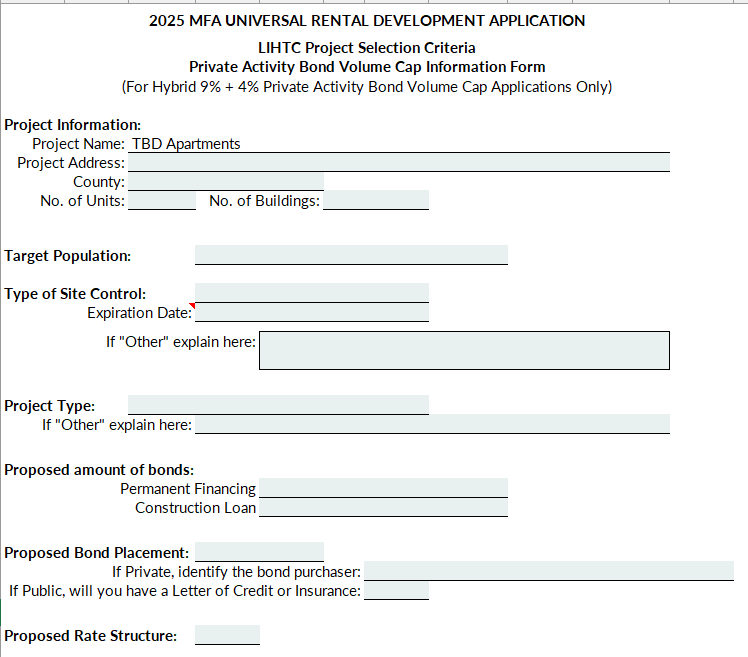 2025 MFA UNIVERSAL RENTAL DEVELOPMENT APPLICATION
LIHTC Project Selection Criteria
Private Activity Bond Volume Cap Information Form
(For Hybrid 9% + 4% Private Activity Bond Volume Cap Applications Only)
Project Information:
Project Name: TBD Apartments
Project Address:
County:
No. of Units: No. of Buildings:
Target Population:
Type of Site Control:
Expiration Date:
If "Other" explain here:
Project Type:
If "Other" explain here:
Proposed amount of bonds:
Permanent Financing
Construction Loan
Proposed Bond Placement:
If Private, identify the bond purchaser:
If Public, will you have a Letter of Credit or Insurance:
Proposed Rate Structure: